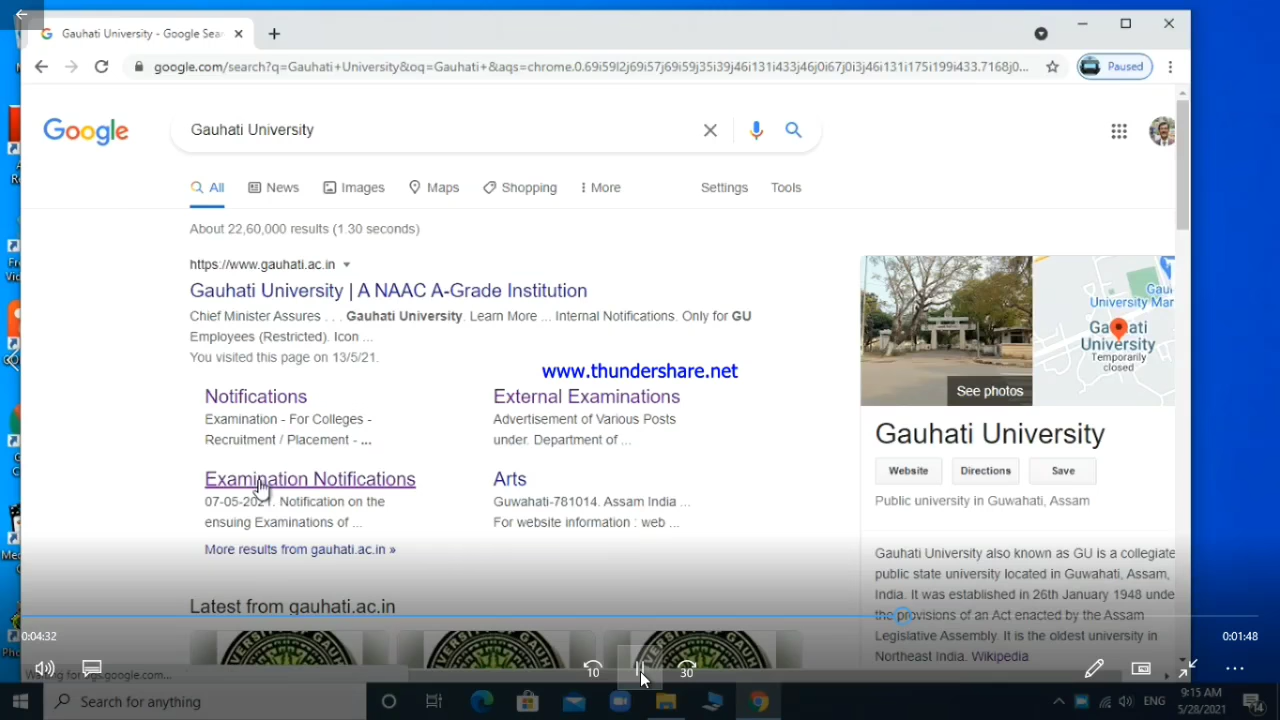 Gauhati University - Google Sea
google.com/search?q=Gauhati+University&oq=Gauhati+&aqs=chrome.0.69i59l2j69i57j69i59j35i39j46i131i433j46j0i67j0i3j46i131i175i199i433.7168j0...
Paused
Google
Gauhati University
All
News
Images
Maps
Shopping
More
Settings
Tools
About 22,60,000 results (1.30 seconds)
https://www.gauhati.ac.in
Gauhati University | A NAAC A-Grade Institution
Chief Minister Assures . . . Gauhati University. Learn More ... Internal Notifications. Only for GU
Employees (Restricted). Icon ...
You visited this page on 13/5/21.
www.thundershare.net
Notifications
Examination - For Colleges -
Recruitment / Placement - ...
External Examinations
Advertisement of Various Posts
under. Department of ...
Examination Notifications
07-05-2021. Notification on the
ensuing Examinations of ...
Arts
Guwahati-781014. Assam India ...
For website information : web ...
More results from gauhati.ac.in »
Latest from gauhati.ac.in
See photos
University Mar
Gauhati
University
Temporarily
closed
Gauhati University
Website
Directions
Save
Public university in Guwahati, Assam
Gauhati University also known as GU is a collegiate
public state university located in Guwahati, Assam,
India. It was established in 26th January 1948 unde
the provisions of an Act enacted by the Assam
Legislative Assembly. It is the oldest university in
Northeast India. Wikipedia
0:04:32
0:01:48
10
30
Waiting for ogs.google.com...
Search for anything
ENG
9:15 AM
5/28/2021
14